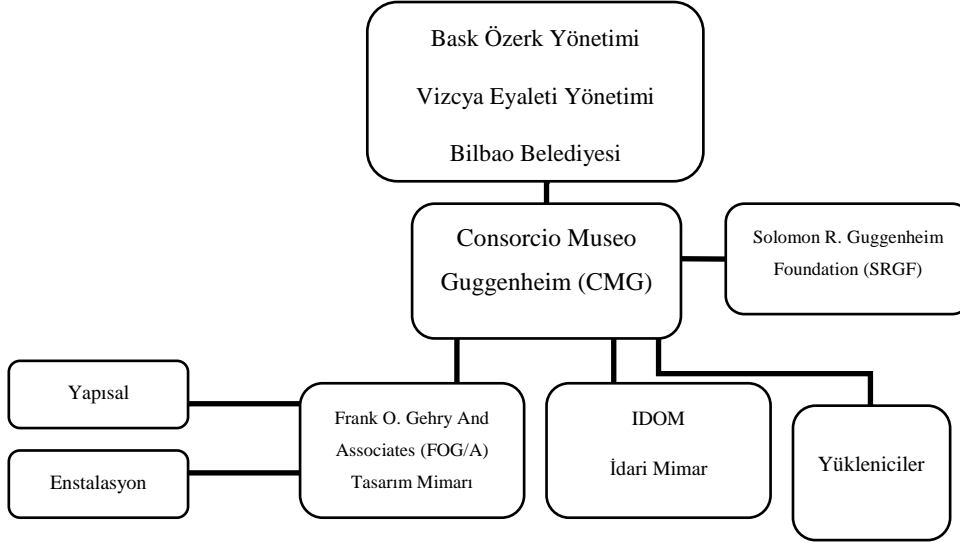 Bask Özerk Yönetimi
Vizcya Eyaleti Yönetimi
Bilbao Belediyesi
Consorcio Museo
Guggenheim (CMG)
Solomon R. Guggenheim
Foundation (SRGF)
Yapısal
Enstalasyon
Frank O. Gehry And
Associates (FOG/A)
Tasarım Mimarı
IDOM
İdari Mimar
Yükleniciler